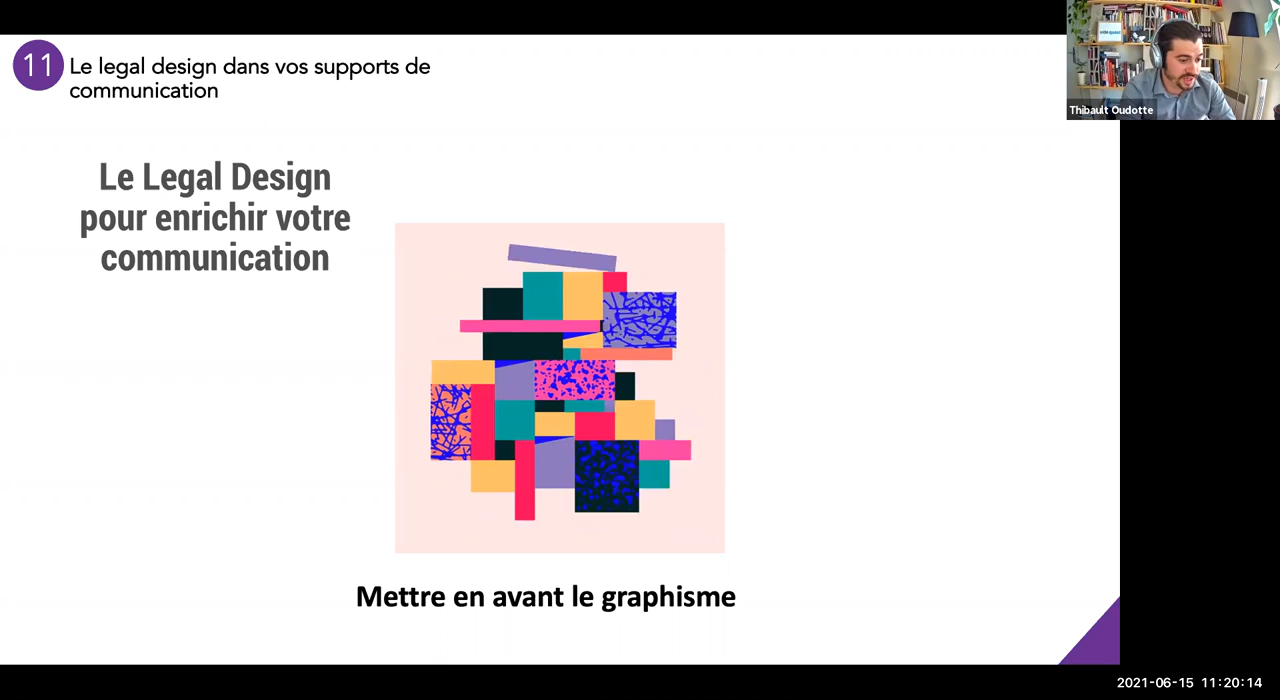 11
Le legal design dans vos supports de
communication
Thibault Oudotte
Le Legal Design
pour enrichir votre
communication
Mettre en avant le graphisme
2021-06-15 11:20:14